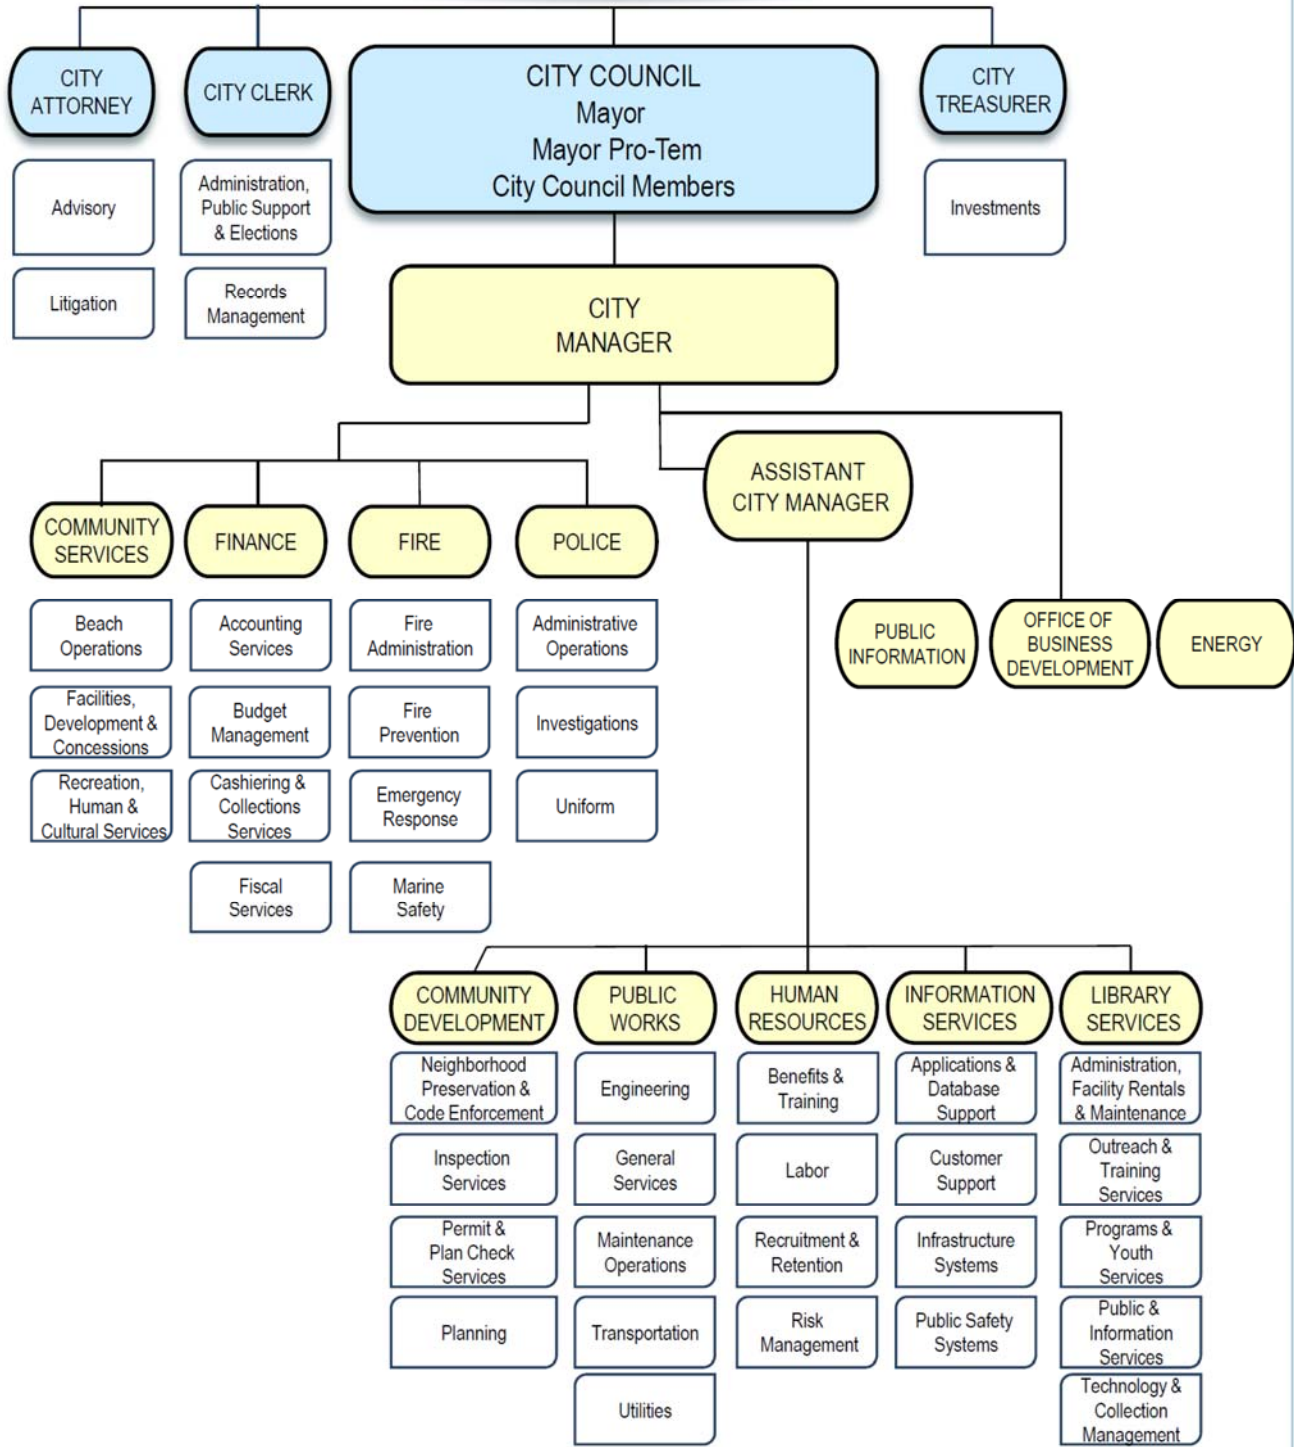 CITY
ATTORNEY
CITY CLERK
CITY COUNCIL
Mayor
Mayor Pro-Tem
City Council Members
CITY
TREASURER
Advisory
Litigation
Administration,
Public Support
& Elections
Records
Management
Investments
CITY
MANAGER
ASSISTANT
CITY MANAGER
COMMUNITY
SERVICES
FINANCE
FIRE
POLICE
PUBLIC
INFORMATION
OFFICE OF
BUSINESS
DEVELOPMENT
ENERGY
Beach
Operations
Facilities,
Development &
Concessions
Recreation,
Human &
Cultural Services
Accounting
Services
Budget
Management
Cashiering &
Collections
Services
Fiscal
Services
Fire
Administration
Fire
Prevention
Emergency
Response
Marine
Safety
Administrative
Operations
Investigations
Uniform
COMMUNITY
DEVELOPMENT
Neighborhood
Preservation &
Code Enforcement
Inspection
Services
Permit &
Plan Check
Services
Planning
PUBLIC
WORKS
Engineering
General
Services
Maintenance
Operations
Transportation
Utilities
HUMAN
RESOURCES
Benefits &
Training
Labor
Recruitment &
Retention
Risk
Management
INFORMATION
SERVICES
Applications &
Database
Support
Customer
Support
Infrastructure
Systems
Public Safety
Systems
LIBRARY
SERVICES
Administration,
Facility Rentals
& Maintenance
Outreach &
Training
Services
Programs &
Youth
Services
Public &
Information
Services
Technology &
Collection
Management